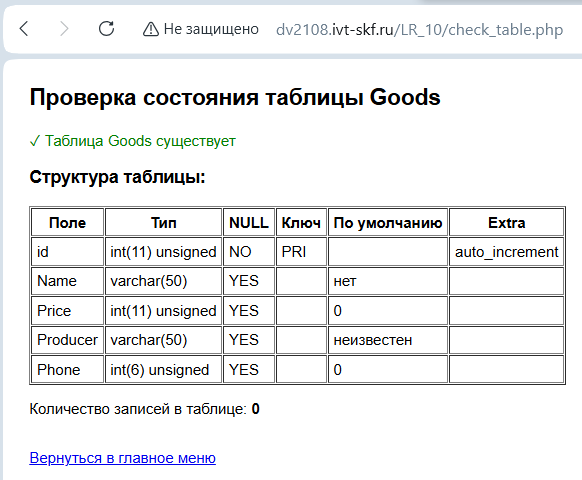 Не защищено dv2108.ivt-skf.ru/LR_10/check_table.php
Проверка состояния таблицы Goods
✓ Таблица Goods существует
Структура таблицы:
Поле Тип NULL Ключ По умолчанию Extra
id int(11) unsigned NO PRI auto_increment
Name varchar(50) YES нет
Price int(11) unsigned YES 0
Producer varchar(50) YES неизвестен
Phone int(6) unsigned YES 0
Количество записей в таблице: 0
Вернуться в главное меню